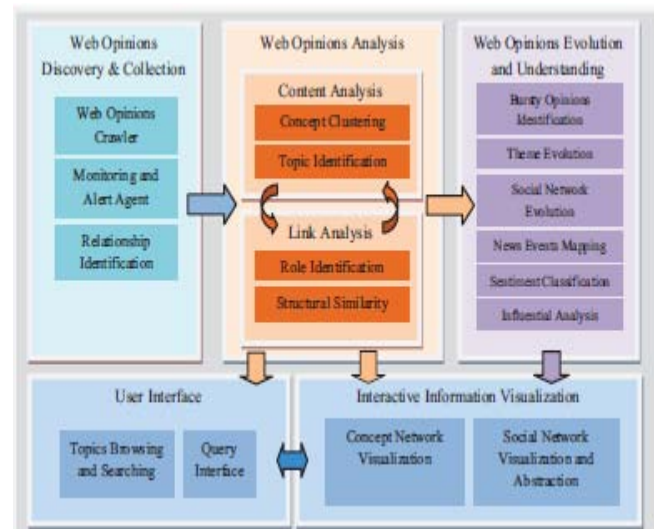 Web Opinions
Discovery & Collection
Web Opinions
Crawler
Monitoring and
Alert Agent
Relationship
Identification
Web Opinions Analysis
Content Analysis
Concept Clustering
Topic Identification
Link Analysis
Role Identification
Structural Similarity
Web Opinions Evolution
and Understanding
Bursty Opinions
Identification
Theme Evolution
Social Network
Evolution
News Events Mapping
Sentiment Classification
Influential Analysis
User Interface
Topics Browsing
and Searching
Query
Interface
Interactive Information Visualization
Concept Network
Visualization
Social Network
Visualization and
Abstraction